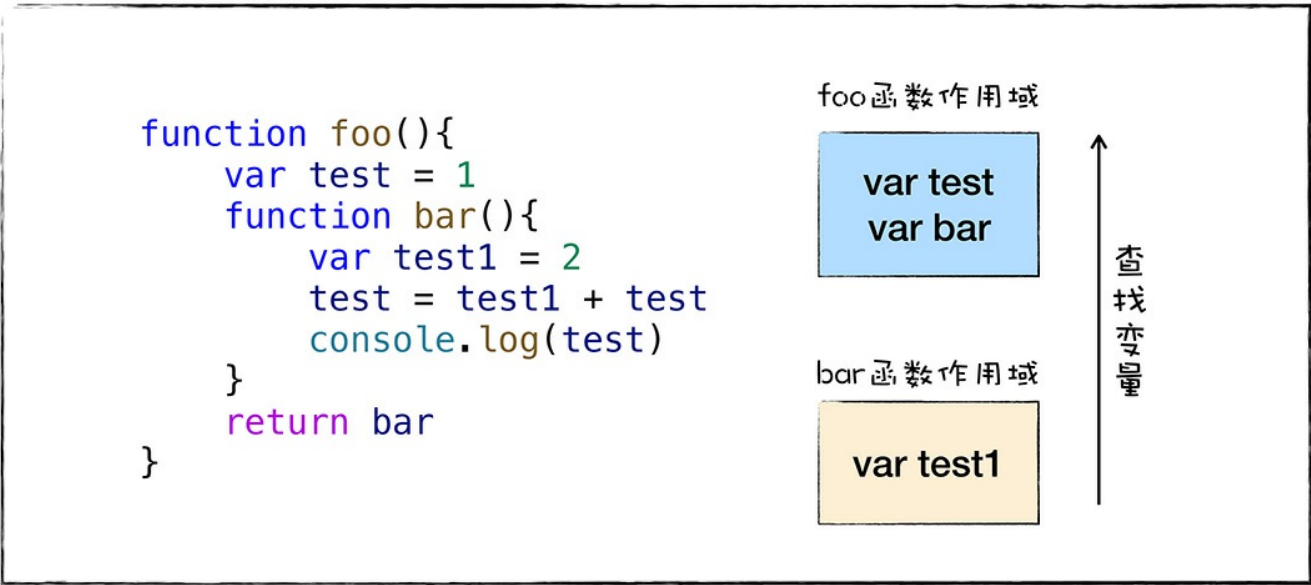 function foo(){
    var test = 1
    function bar(){
        var test1 = 2
        test = test1 + test
        console.log(test)
    }
    return bar
}
foo函数作用域
var test
var bar
bar函数作用域
var test1
查找变量